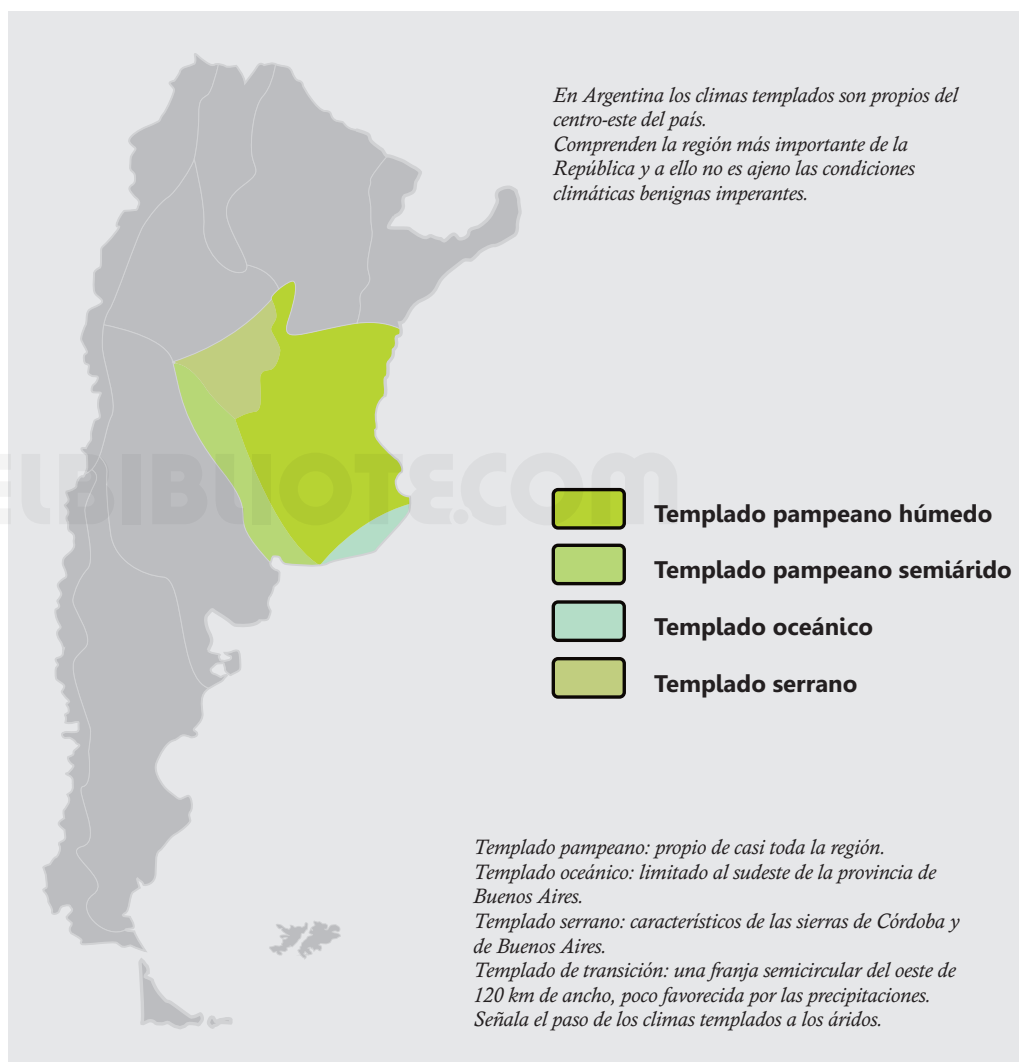 En Argentina los climas templados son propios del
centro-este del país.
Comprenden la región más importante de la
República y a ello no es ajeno las condiciones
climáticas benignas imperantes.
ELBIBLIOTE.COM
Templado pampeano húmedo
Templado pampeano semiárido
Templado oceánico
Templado serrano
Templado pampeano: propio de casi toda la región.
Templado oceánico: limitado al sudeste de la provincia de
Buenos Aires.
Templado serrano: característicos de las sierras de Córdoba y
de Buenos Aires.
Templado de transición: una franja semicircular del oeste de
120 km de ancho, poco favorecida por las precipitaciones.
Señala el paso de los climas templados a los áridos.